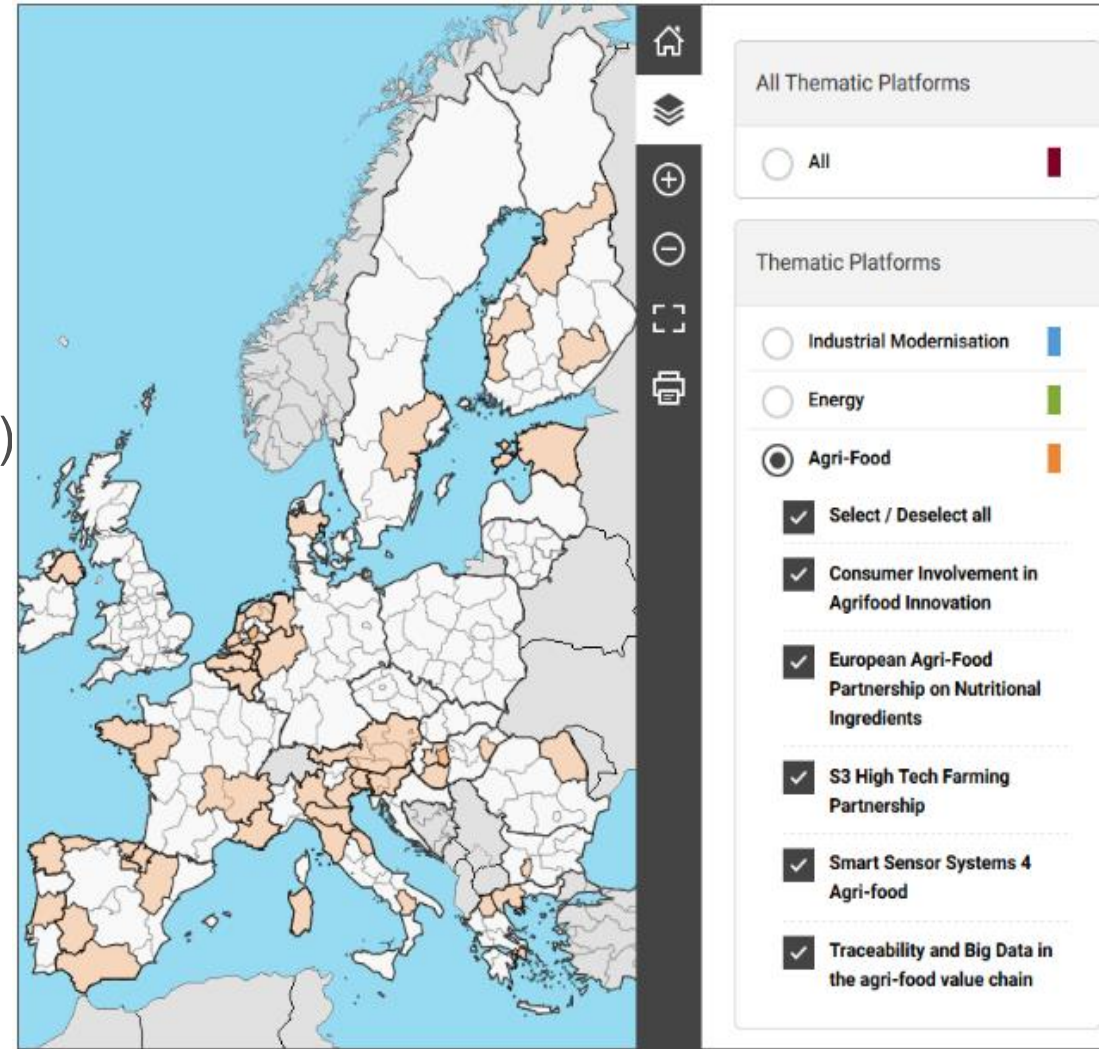 )
All Thematic Platforms
All
Thematic Platforms
Industrial Modernisation
Energy
Agri-Food
Select / Deselect all
Consumer Involvement in
Agrifood Innovation
European Agri-Food
Partnership on Nutritional
Ingredients
S3 High Tech Farming
Partnership
Smart Sensor Systems 4
Agri-food
Traceability and Big Data in
the agri-food value chain